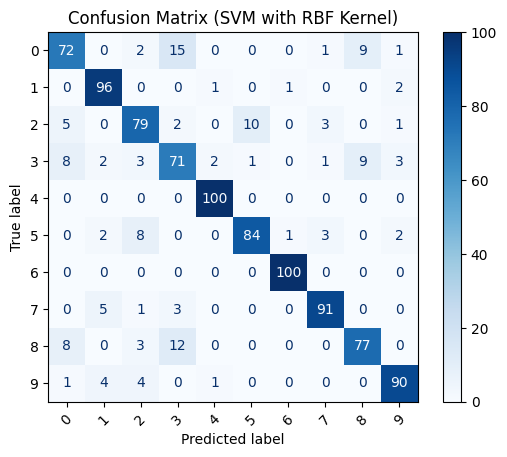 Confusion Matrix (SVM with RBF Kernel)
0 72 0 2 15 0 0 0 1 9 1
1 0 96 0 0 1 0 1 0 0 2
2 5 0 79 2 0 10 0 3 0 1
3 8 2 3 71 2 1 0 1 9 3
4 0 0 0 0 100 0 0 0 0 0
5 0 2 8 0 0 84 1 3 0 2
6 0 0 0 0 0 0 100 0 0 0
7 0 5 1 3 0 0 0 91 0 0
8 8 0 3 12 0 0 0 0 77 0
9 1 4 4 0 1 0 0 0 0 90
0 1 2 3 4 5 6 7 8 9
True label
Predicted label
100
80
60
40
20
0